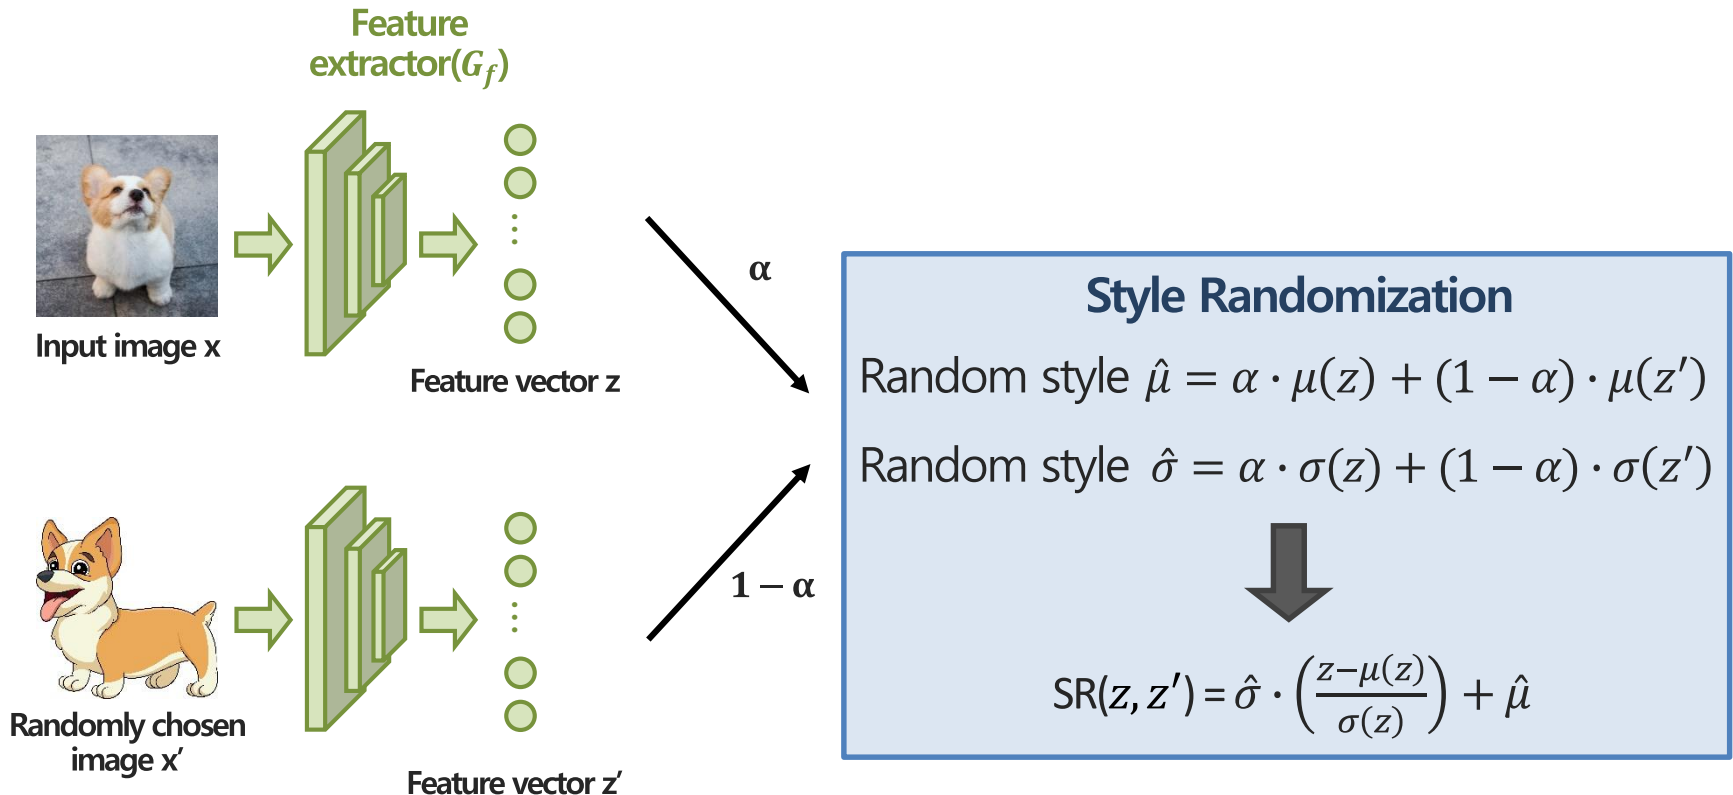 Feature
extractor(G_f)
Input image x
Feature vector z
α
Randomly chosen
image x′
Feature vector z′
1 − α
Style Randomization
Random style μ̂ = α · μ(z) + (1 − α) · μ(z′)
Random style σ̂ = α · σ(z) + (1 − α) · σ(z′)
SR(z, z′) = σ̂ · ((z−μ(z))/σ(z)) + μ̂